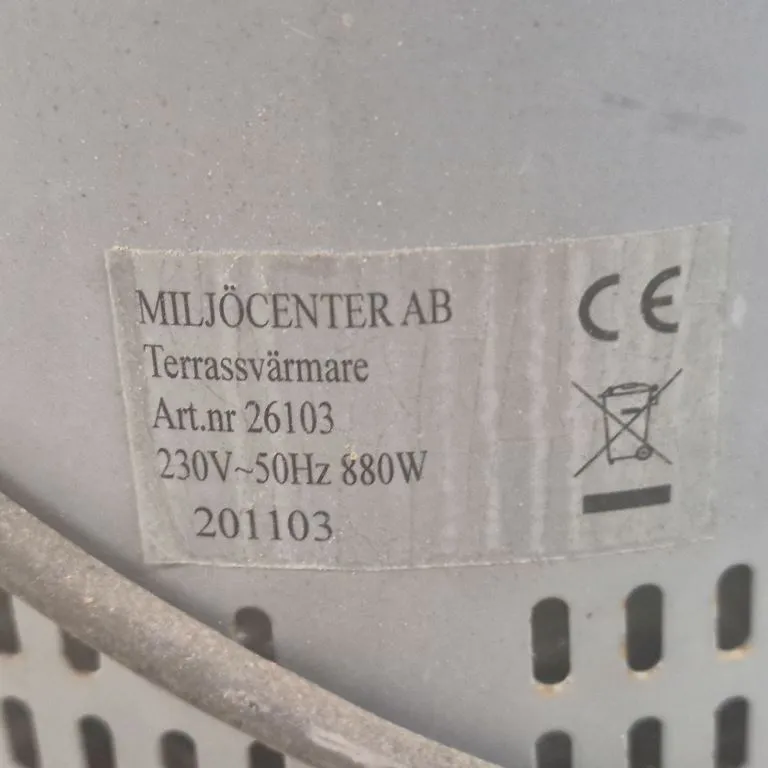 MILJÖCENTER AB
Terrassvärmare
Art.nr 26103
230V~50Hz 880W
201103
CE